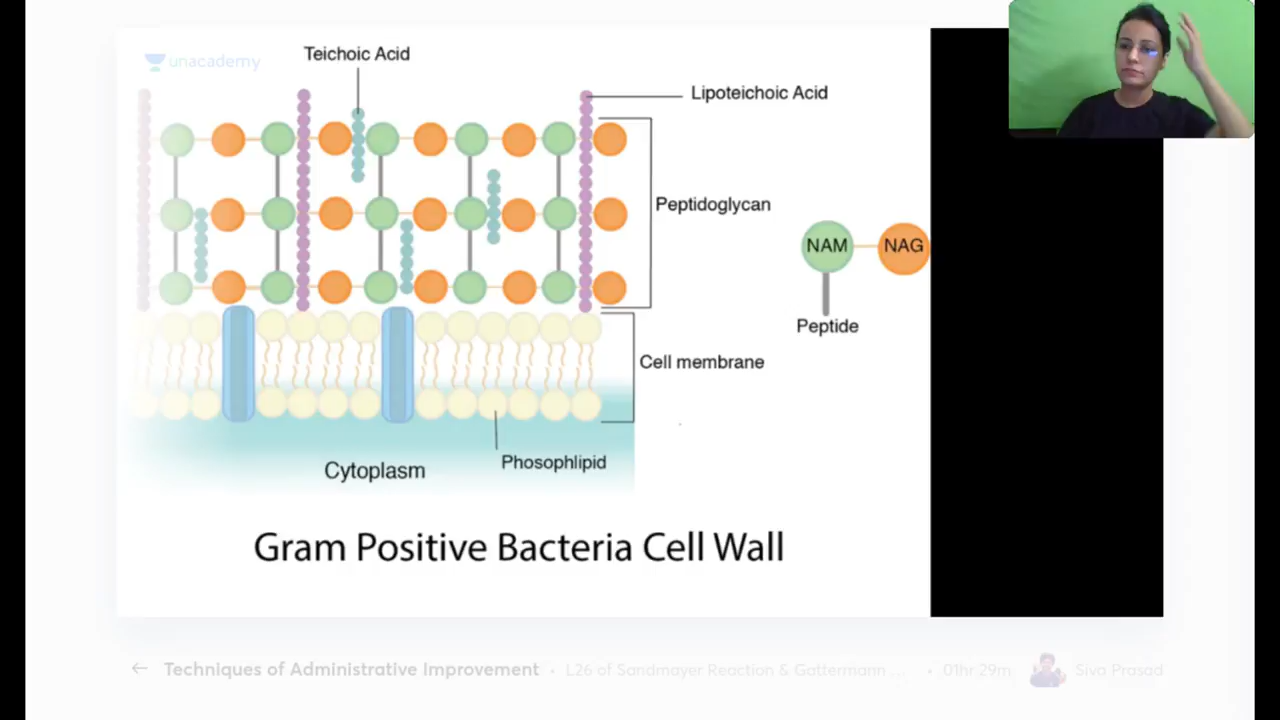 Teichoic Acid
unacademy
Lipoteichoic Acid
Peptidoglycan
NAM NAG
Peptide
Cell membrane
Phosophlipid
Cytoplasm
Gram Positive Bacteria Cell Wall
← Techniques of Administrative Improvement • L26 of Sandmayer Reaction & Gattermann ... • 01hr 29m Siva Prasad